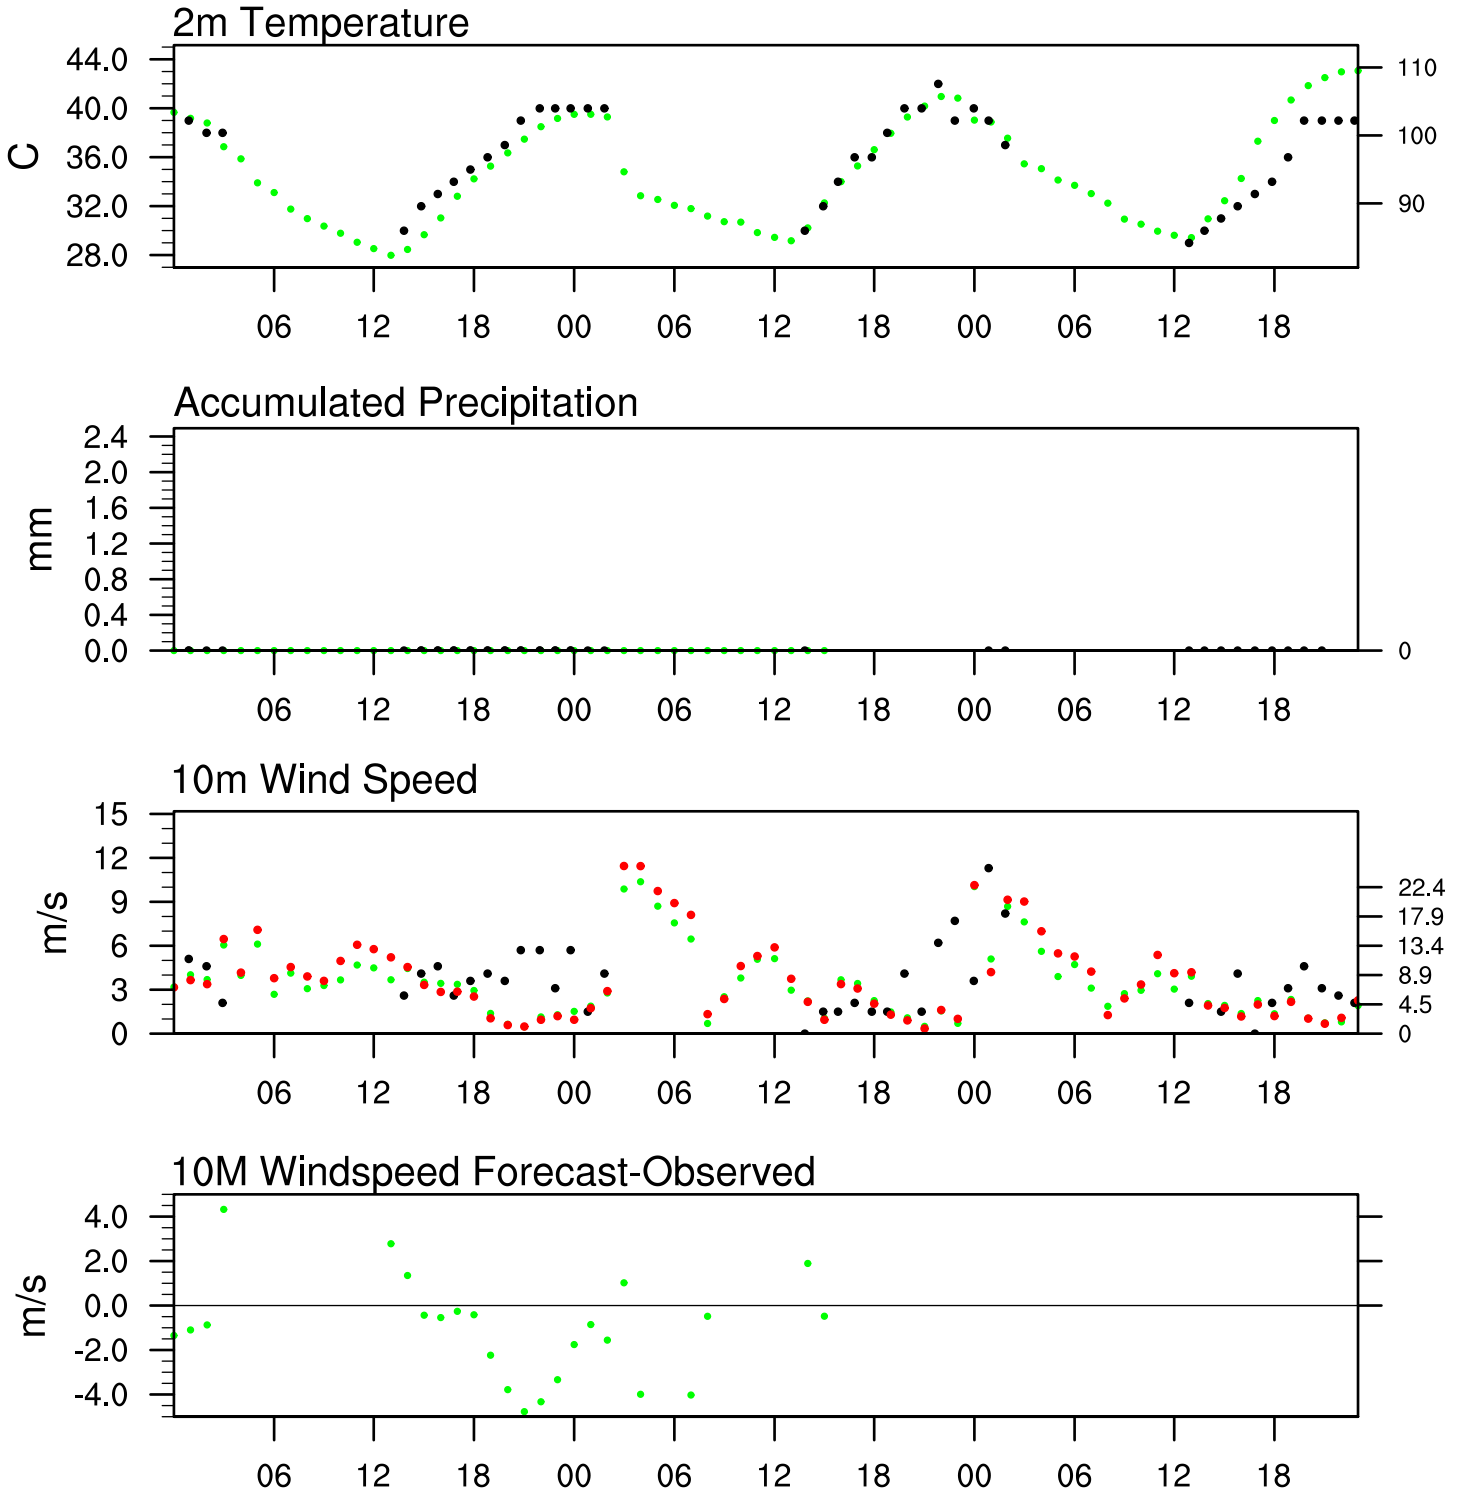 2m Temperature
44.0
40.0
36.0
32.0
28.0
C
110
100
90
06 12 18 00 06 12 18 00 06 12 18
Accumulated Precipitation
2.4
2.0
1.6
1.2
0.8
0.4
0.0
mm
0
06 12 18 00 06 12 18 00 06 12 18
10m Wind Speed
15
12
9
6
3
0
m/s
22.4
17.9
13.4
8.9
4.5
0
06 12 18 00 06 12 18 00 06 12 18
10M Windspeed Forecast-Observed
4.0
2.0
0.0
-2.0
-4.0
m/s
06 12 18 00 06 12 18 00 06 12 18